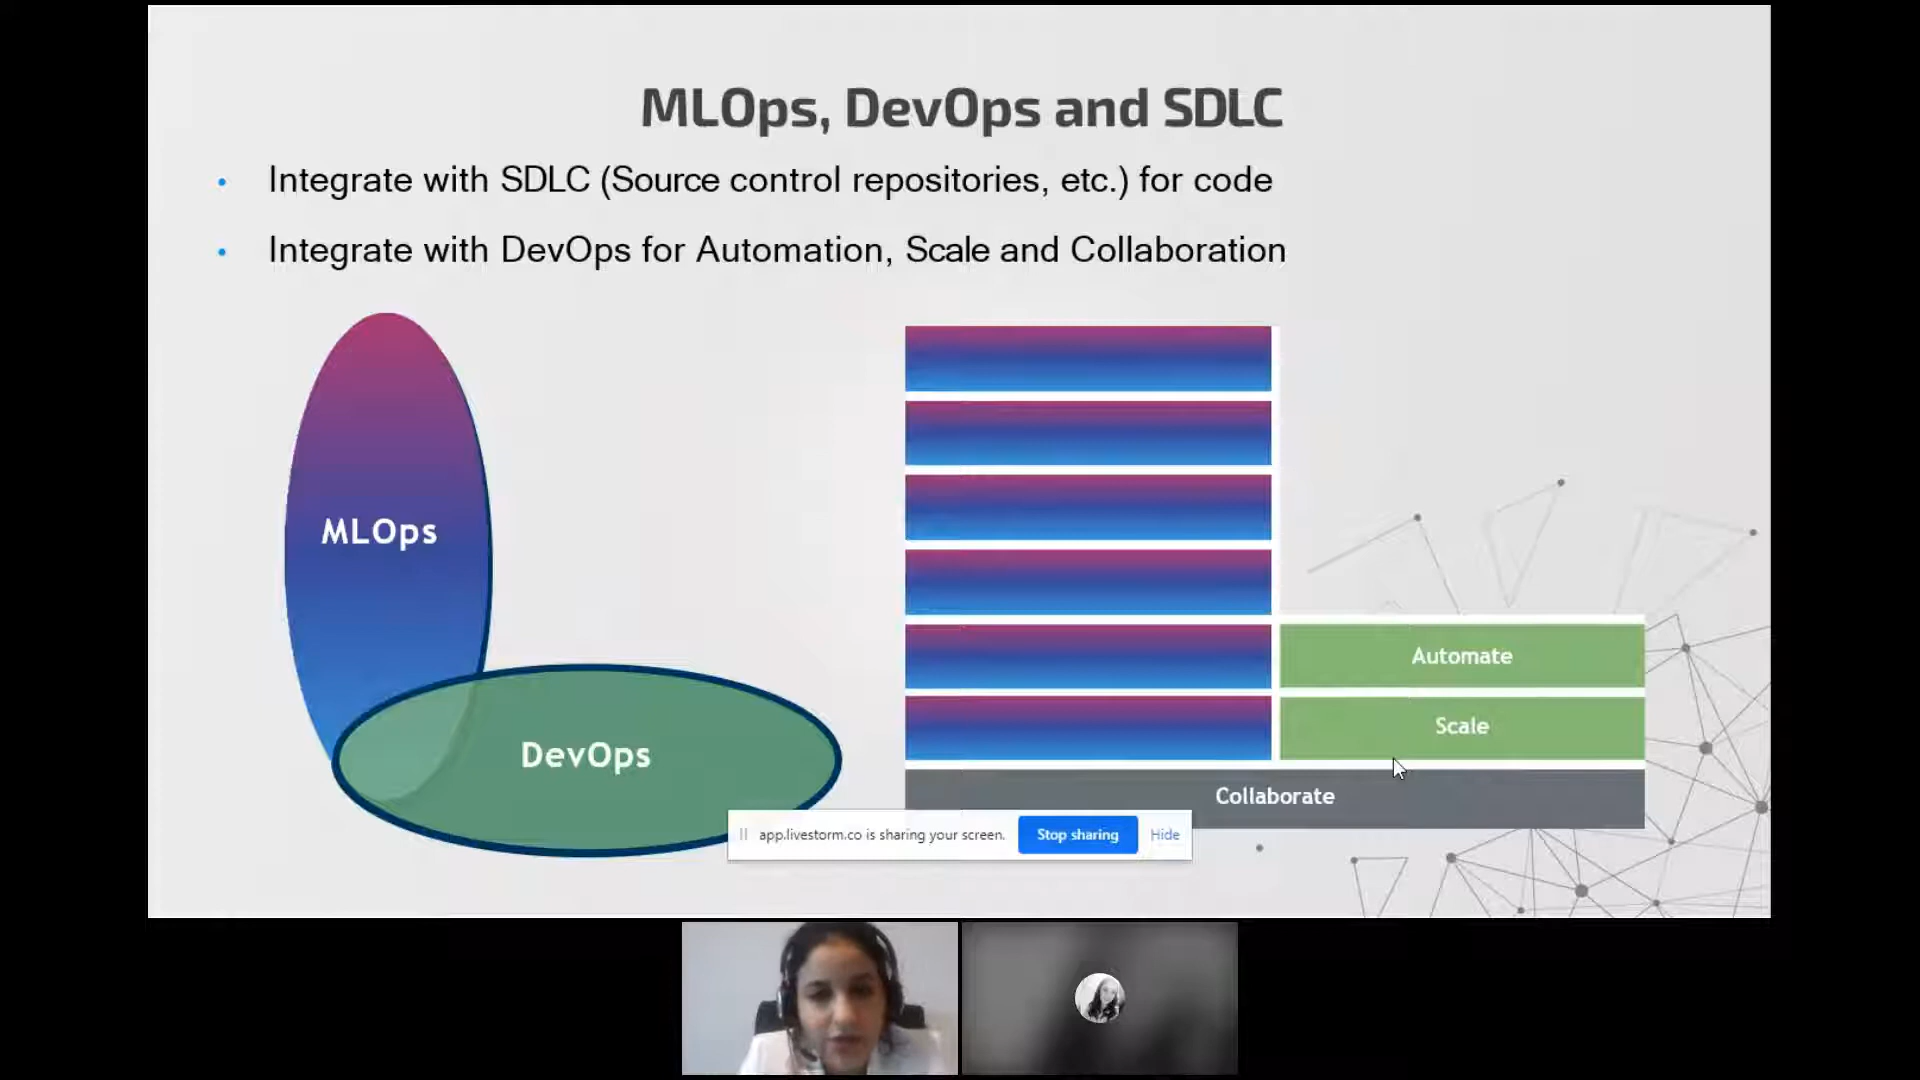 MLOps, DevOps and SDLC
• Integrate with SDLC (Source control repositories, etc.) for code
• Integrate with DevOps for Automation, Scale and Collaboration
MLOps
DevOps
Automate
Scale
Collaborate
app.livestorm.co is sharing your screen.
Stop sharing
Hide